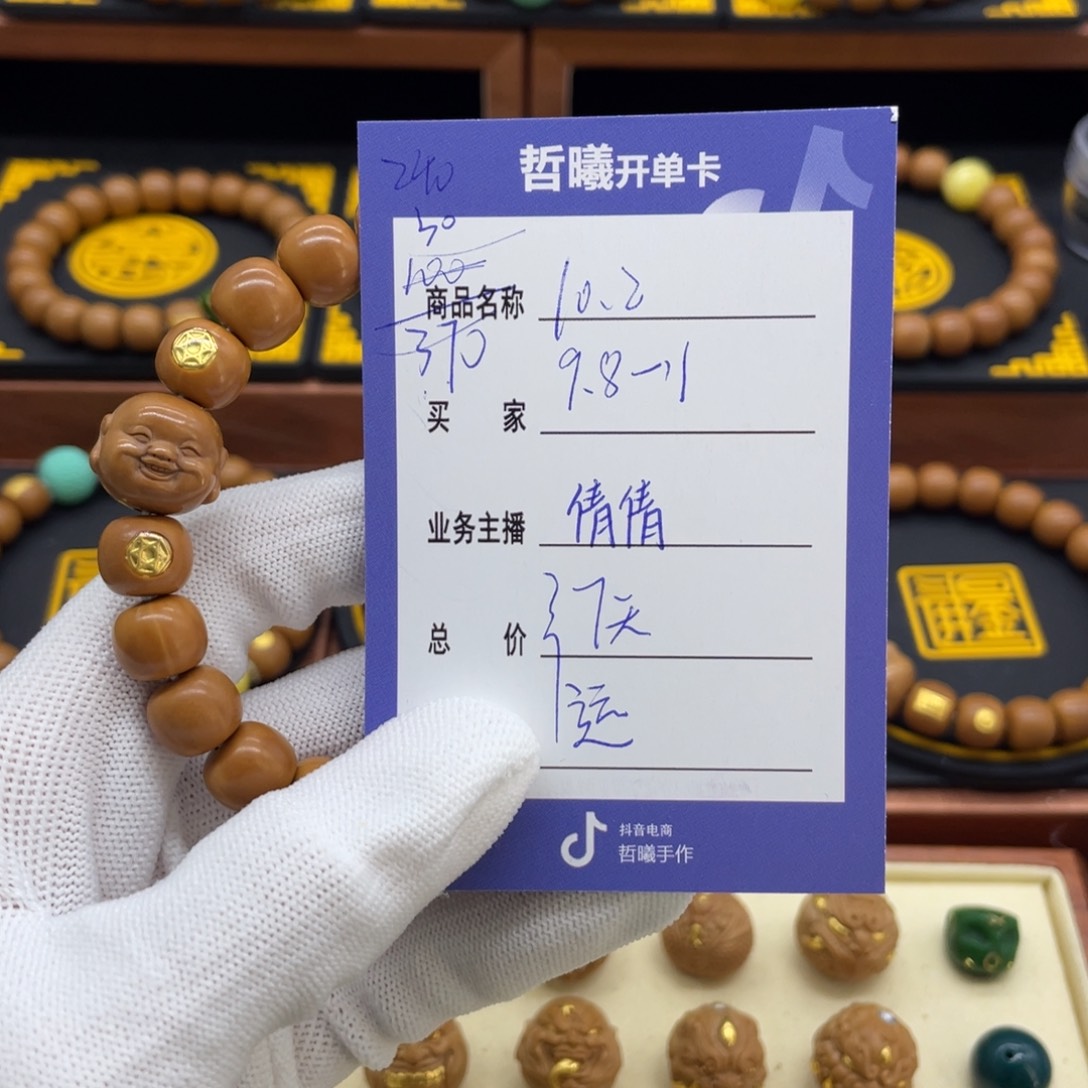 哲曦开单卡
240
50
100
370
商品名称 10.2
9.8-11
买家
业务主播 倩倩
总价 37天
运
抖音电商
哲曦手作